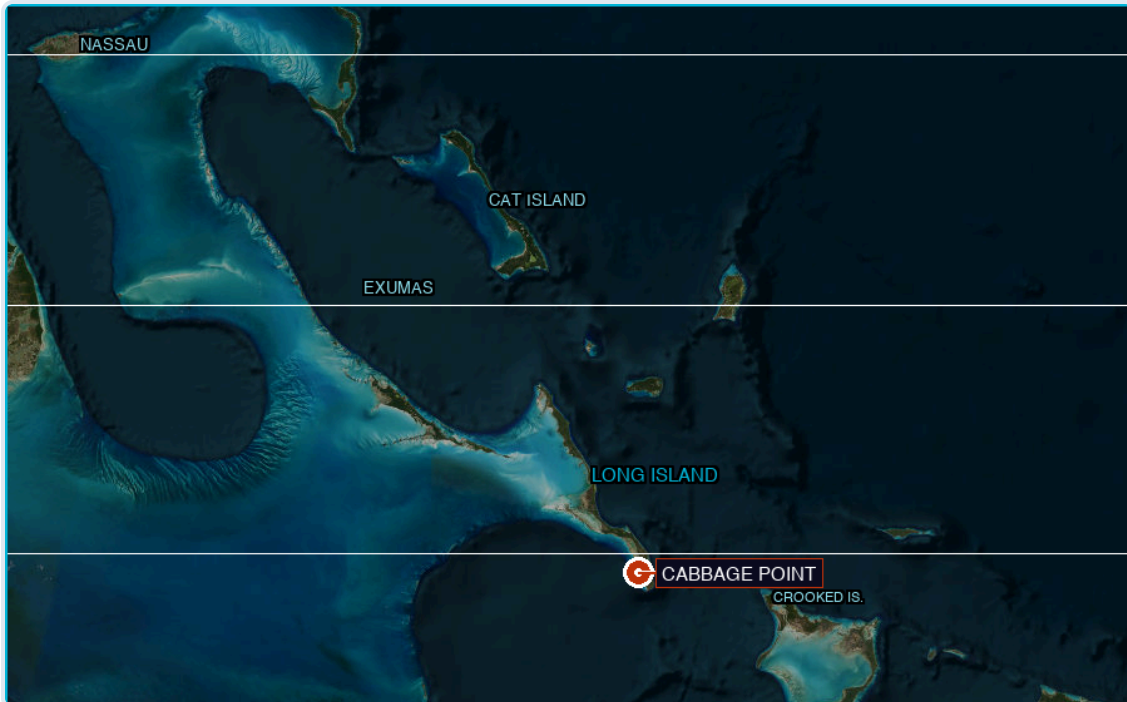 NASSAU
CAT ISLAND
EXUMAS
LONG ISLAND
CABBAGE POINT
CROOKED IS.